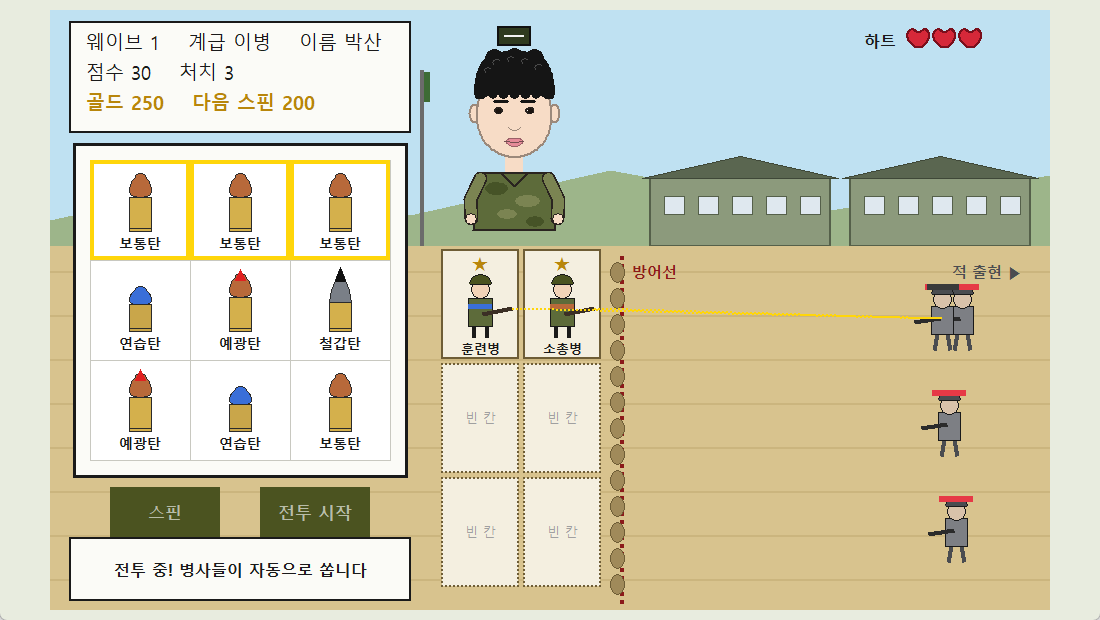 웨이브 1 계급 이병 이름 박산
점수 30 처치 3
골드 250 다음 스핀 200
하트
보통탄 보통탄 보통탄
연습탄 예광탄 철갑탄
예광탄 연습탄 보통탄
스핀 전투 시작
전투 중! 병사들이 자동으로 쏩니다
방어선 적 출현 ▶
훈련병 소총병
빈 칸 빈 칸
빈 칸 빈 칸